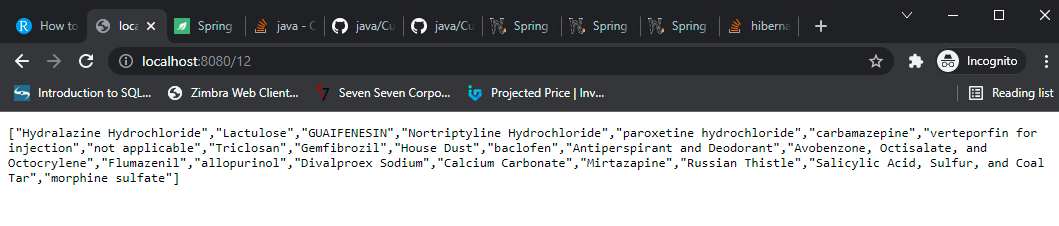 How to
loca
Spring
java - C
java/Cu
java/Cu
Spring
Spring
Spring
hiberna
localhost:8080/12
Incognito
Introduction to SQL...
Zimbra Web Client...
Seven Seven Corpo...
Projected Price | Inv...
Reading list
["Hydralazine Hydrochloride","Lactulose","GUAIFENESIN","Nortriptyline Hydrochloride","paroxetine hydrochloride","carbamazepine","verteporfin for
injection","not applicable","Triclosan","Gemfibrozil","House Dust","baclofen","Antiperspirant and Deodorant","Avobenzone, Octisalate, and
Octocrylene","Flumazenil","allopurinol","Divalproex Sodium","Calcium Carbonate","Mirtazapine","Russian Thistle","Salicylic Acid, Sulfur, and Coal
Tar","morphine sulfate"]